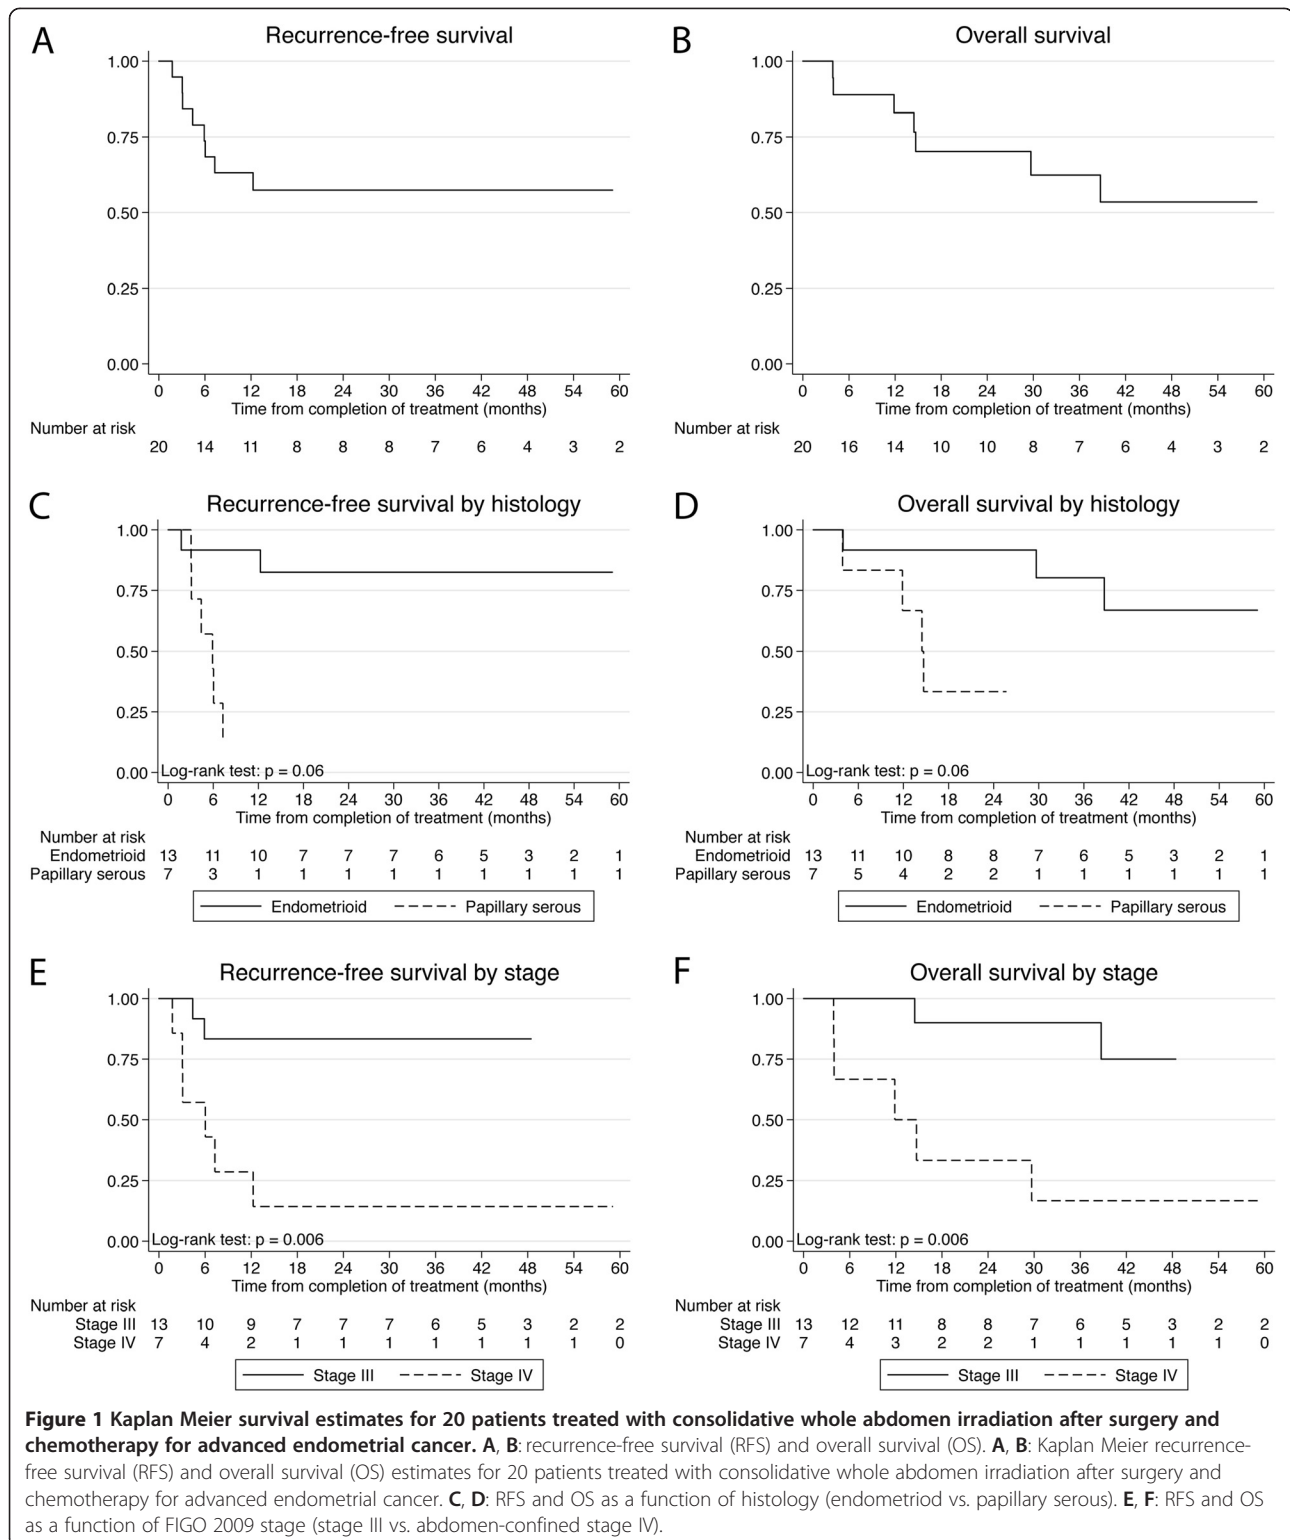 A
Recurrence-free survival
1.00
0.75
0.50
0.25
0.00
0 6 12 18 24 30 36 42 48 54 60
Time from completion of treatment (months)
Number at risk
20 14 11 8 8 8 7 6 4 3 2
B
Overall survival
1.00
0.75
0.50
0.25
0.00
0 6 12 18 24 30 36 42 48 54 60
Time from completion of treatment (months)
Number at risk
20 16 14 10 10 8 7 6 4 3 2
C
Recurrence-free survival by histology
1.00
0.75
0.50
0.25
0.00
Log-rank test: p = 0.06
0 6 12 18 24 30 36 42 48 54 60
Time from completion of treatment (months)
Number at risk
Endometrioid 13 11 10 7 7 7 6 5 3 2 1
Papillary serous 7 3 1 1 1 1 1 1 1 1 1
Endometrioid Papillary serous
D
Overall survival by histology
1.00
0.75
0.50
0.25
0.00
Log-rank test: p = 0.06
0 6 12 18 24 30 36 42 48 54 60
Time from completion of treatment (months)
Number at risk
Endometrioid 13 11 10 8 8 7 6 5 3 2 1
Papillary serous 7 5 4 2 2 1 1 1 1 1 1
Endometrioid Papillary serous
E
Recurrence-free survival by stage
1.00
0.75
0.50
0.25
0.00
Log-rank test: p = 0.006
0 6 12 18 24 30 36 42 48 54 60
Time from completion of treatment (months)
Number at risk
Stage III 13 10 9 7 7 7 6 5 3 2 2
Stage IV 7 4 2 1 1 1 1 1 1 1 0
Stage III Stage IV
F
Overall survival by stage
1.00
0.75
0.50
0.25
0.00
Log-rank test: p = 0.006
0 6 12 18 24 30 36 42 48 54 60
Time from completion of treatment (months)
Number at risk
Stage III 13 12 11 8 8 7 6 5 3 2 2
Stage IV 7 4 3 2 2 1 1 1 1 1 0
Stage III Stage IV
Figure 1 Kaplan Meier survival estimates for 20 patients treated with consolidative whole abdomen irradiation after surgery and
chemotherapy for advanced endometrial cancer. A, B: recurrence-free survival (RFS) and overall survival (OS). A, B: Kaplan Meier recurrence-
free survival (RFS) and overall survival (OS) estimates for 20 patients treated with consolidative whole abdomen irradiation after surgery and
chemotherapy for advanced endometrial cancer. C, D: RFS and OS as a function of histology (endometriod vs. papillary serous). E, F: RFS and OS
as a function of FIGO 2009 stage (stage III vs. abdomen-confined stage IV).